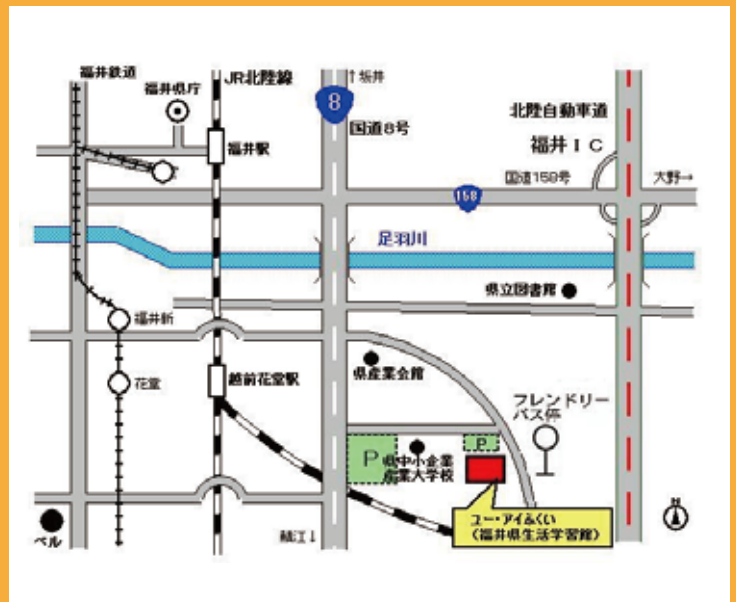 福井鉄道
福井県庁
JR北陸線
↑坂井
8
国道8号
北陸自動車道
福井IC
福井駅
国道158号
大野→
158
足羽川
県立図書館
福井新
越前花堂駅
県産業会館
花堂
フレンドリー
バス停
P
P
県中小企業
産業大学校
ユー・アイふくい
(福井県生活学習館)
N
ベル
鯖江↓